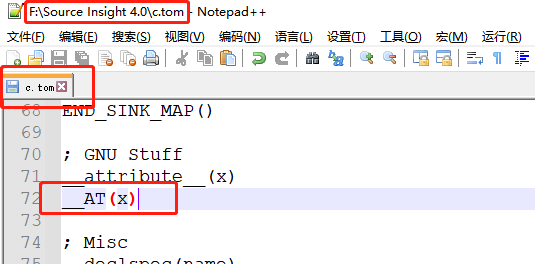 F:\Source Insight 4.0\c.tom - Notepad++
文件(F) 编辑(E) 搜索(S) 视图(V) 编码(N) 语言(L) 设置(T) 工具(O) 宏(M) 运行(R)
c.tom
68 END_SINK_MAP()
69
70 ; GNU Stuff
71 __attribute__(x)
72 __AT(x)
73
74 ; Misc
75 __declspec(name)